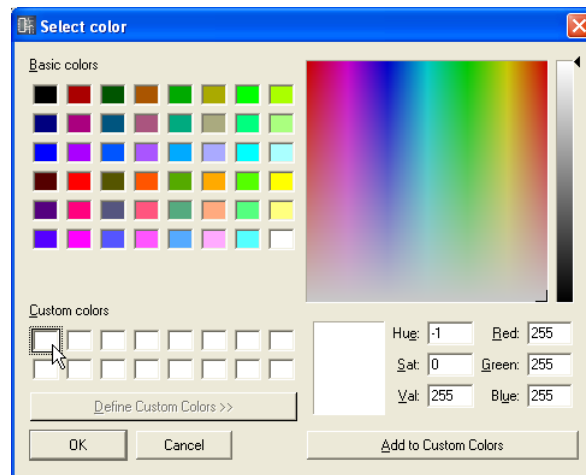 Select color
Basic colors
Custom colors
Define Custom Colors >>
OK
Cancel
Hue: -1
Red: 255
Sat: 0
Green: 255
Val: 255
Blue: 255
Add to Custom Colors